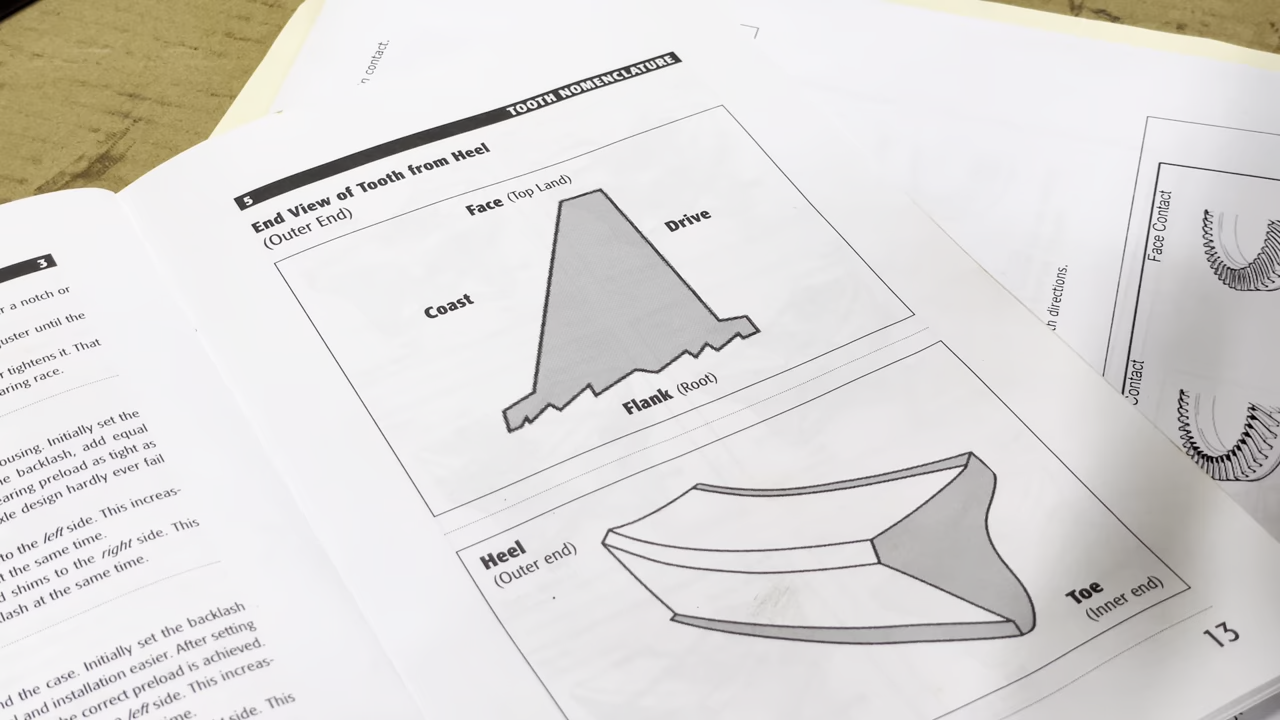 3
r a notch or
juster until the
r tightens it. That
aring race.
ousing. Initially set the
he backlash, add equal
earing preload as tight as
xle design hardly ever fail
to the left side. This increas-
t the same time.
d shims to the right side. This
lash at the same time.
nd the case. Initially set the backlash
l and installation easier. After setting
he correct preload is achieved.
left side. This increas-
ime.
side. This
5 TOOTH NOMENCLATURE
End View of Tooth from Heel
(Outer End)
Face (Top Land)
Drive
Coast
Flank (Root)
Heel
(Outer end)
Toe
(Inner end)
13
n contact.
h directions.
Face Contact
Contact